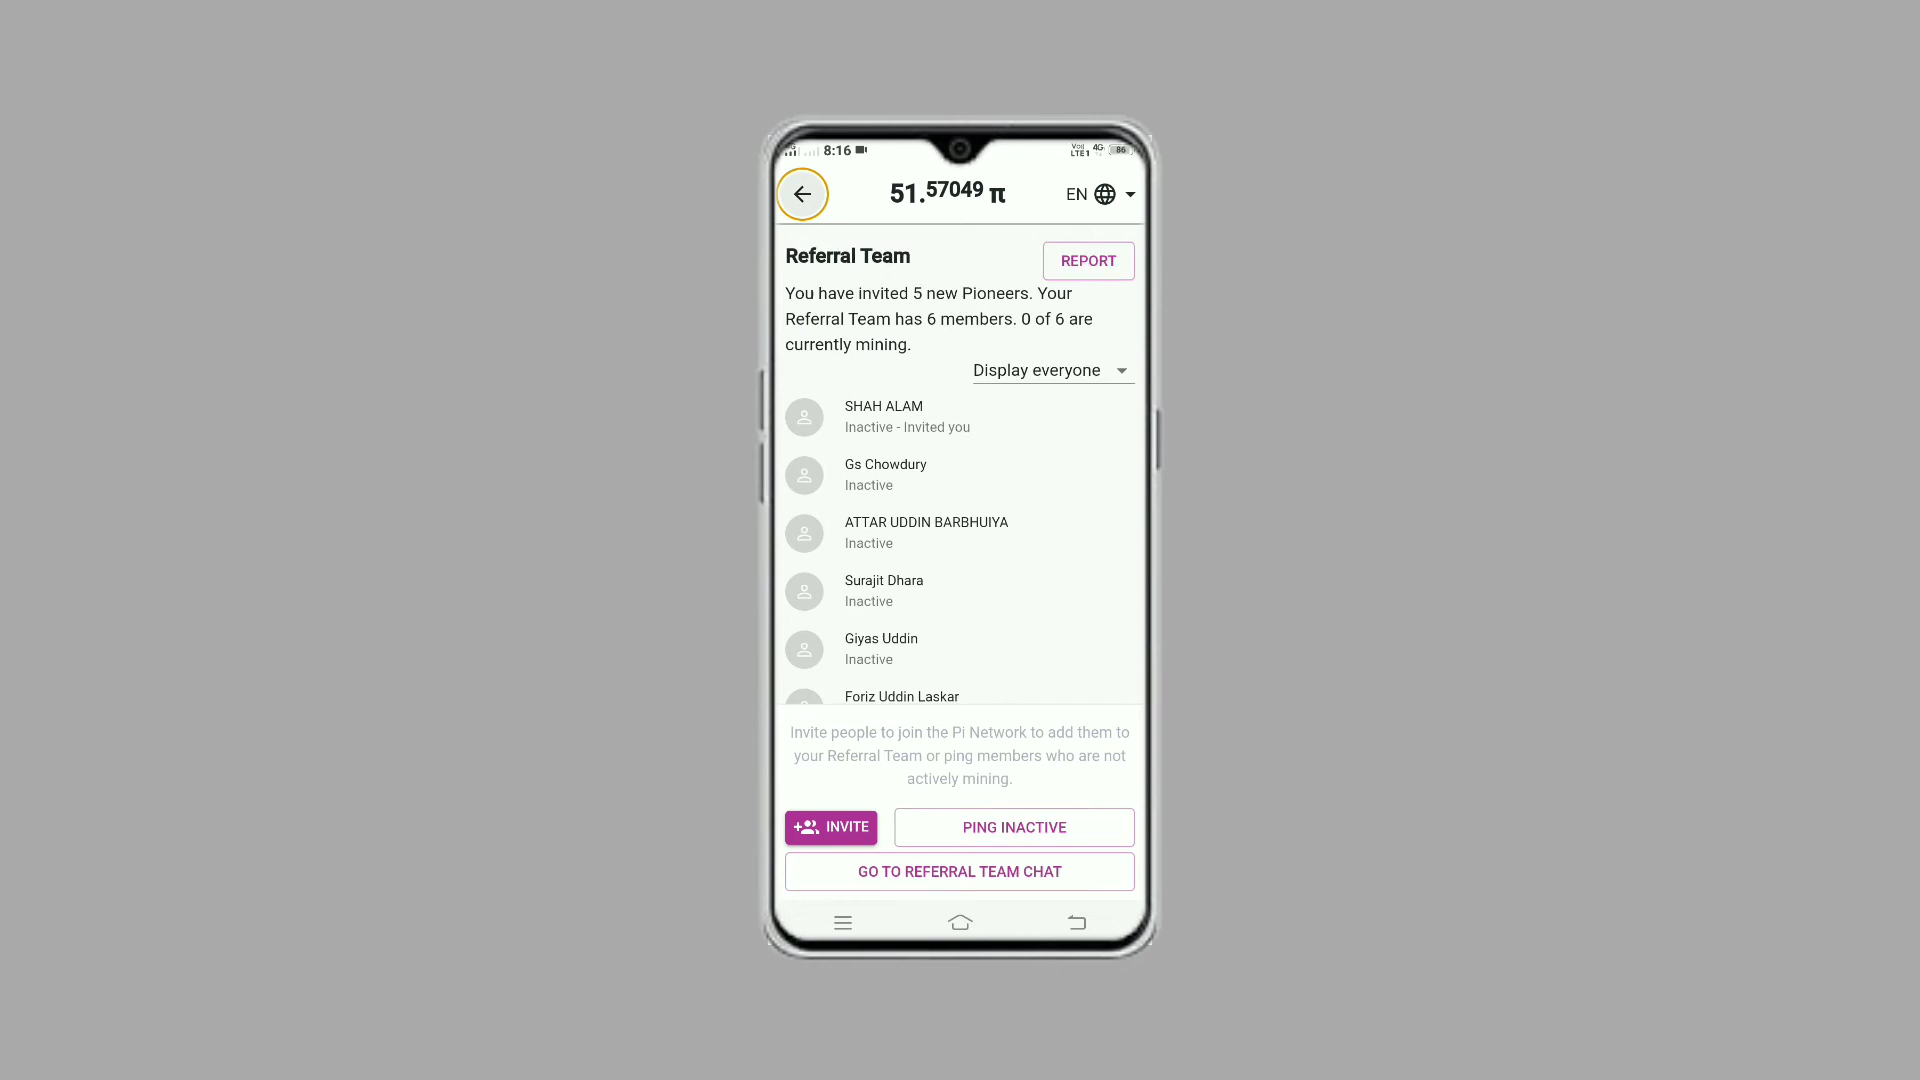 8:16
Vo)) 4G 86
LTE1
51.57049 π
EN
Referral Team
REPORT
You have invited 5 new Pioneers. Your
Referral Team has 6 members. 0 of 6 are
currently mining.
Display everyone
SHAH ALAM
Inactive - Invited you
Gs Chowdury
Inactive
ATTAR UDDIN BARBHUIYA
Inactive
Surajit Dhara
Inactive
Giyas Uddin
Inactive
Foriz Uddin Laskar
Invite people to join the Pi Network to add them to
your Referral Team or ping members who are not
actively mining.
INVITE
PING INACTIVE
GO TO REFERRAL TEAM CHAT